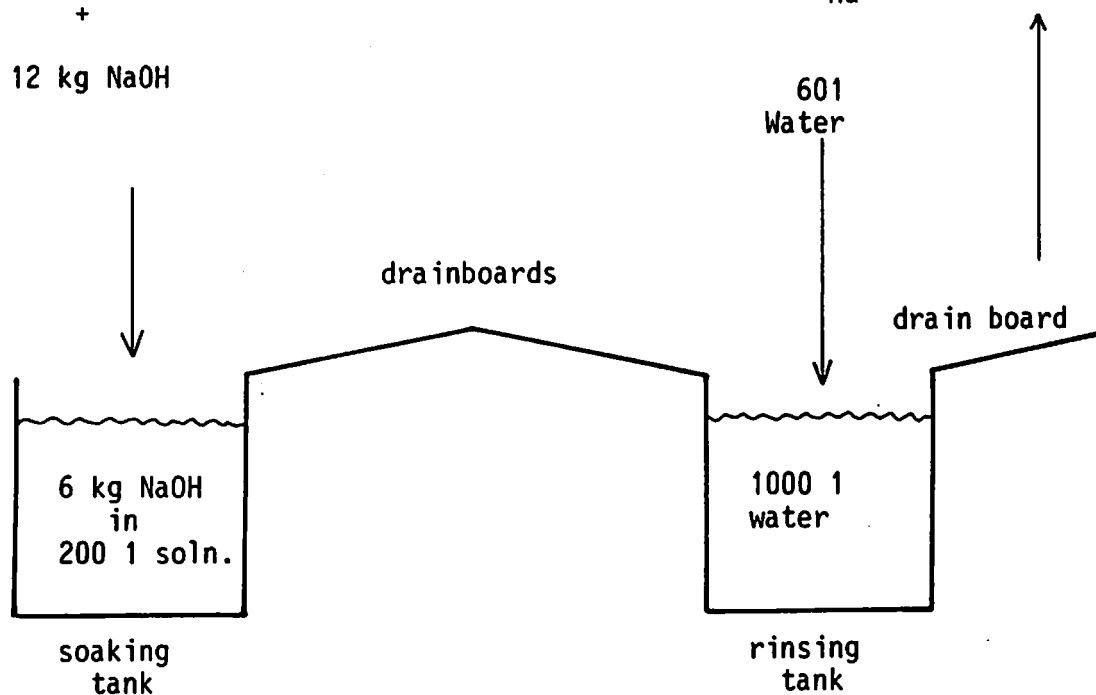 +
12 kg NaOH
601
Water
drainboards
drain board
6 kg NaOH
in
200 1 soln.
1000 1
water
soaking
tank
rinsing
tank